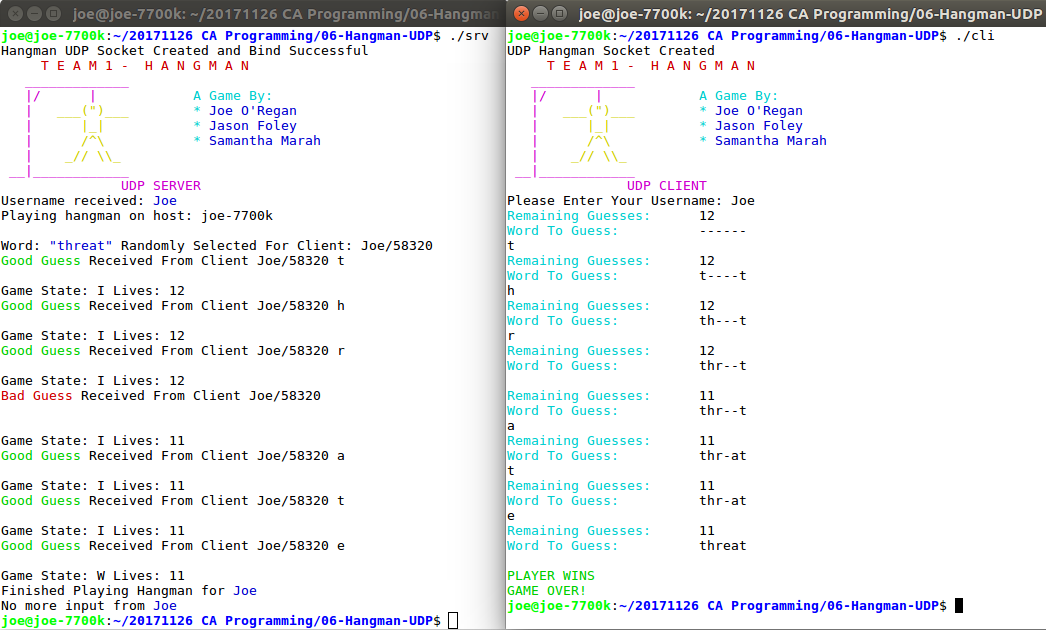 joe@joe-7700k: ~/20171126 CA Programming/06-Hangman
joe@joe-7700k:~/20171126 CA Programming/06-Hangman-UDP$ ./srv
Hangman UDP Socket Created and Bind Successful
T E A M 1 - H A N G M A N
A Game By:
* Joe O'Regan
* Jason Foley
* Samantha Marah
UDP SERVER
Username received: Joe
Playing hangman on host: joe-7700k
Word: "threat" Randomly Selected For Client: Joe/58320
Good Guess Received From Client Joe/58320 t
Game State: I Lives: 12
Good Guess Received From Client Joe/58320 h
Game State: I Lives: 12
Good Guess Received From Client Joe/58320 r
Game State: I Lives: 12
Bad Guess Received From Client Joe/58320
Game State: I Lives: 11
Good Guess Received From Client Joe/58320 a
Game State: I Lives: 11
Good Guess Received From Client Joe/58320 t
Game State: I Lives: 11
Good Guess Received From Client Joe/58320 e
Game State: W Lives: 11
Finished Playing Hangman for Joe
No more input from Joe
joe@joe-7700k:~/20171126 CA Programming/06-Hangman-UDP$
joe@joe-7700k: ~/20171126 CA Programming/06-Hangman-UDP
joe@joe-7700k:~/20171126 CA Programming/06-Hangman-UDP$ ./cli
UDP Hangman Socket Created
T E A M 1 - H A N G M A N
A Game By:
* Joe O'Regan
* Jason Foley
* Samantha Marah
UDP CLIENT
Please Enter Your Username: Joe
Remaining Guesses: 12
Word To Guess: ------
t
Remaining Guesses: 12
Word To Guess: t----t
h
Remaining Guesses: 12
Word To Guess: th---t
r
Remaining Guesses: 12
Word To Guess: thr--t
Remaining Guesses: 11
Word To Guess: thr--t
a
Remaining Guesses: 11
Word To Guess: thr-at
t
Remaining Guesses: 11
Word To Guess: thr-at
e
Remaining Guesses: 11
Word To Guess: threat
PLAYER WINS
GAME OVER!
joe@joe-7700k:~/20171126 CA Programming/06-Hangman-UDP$